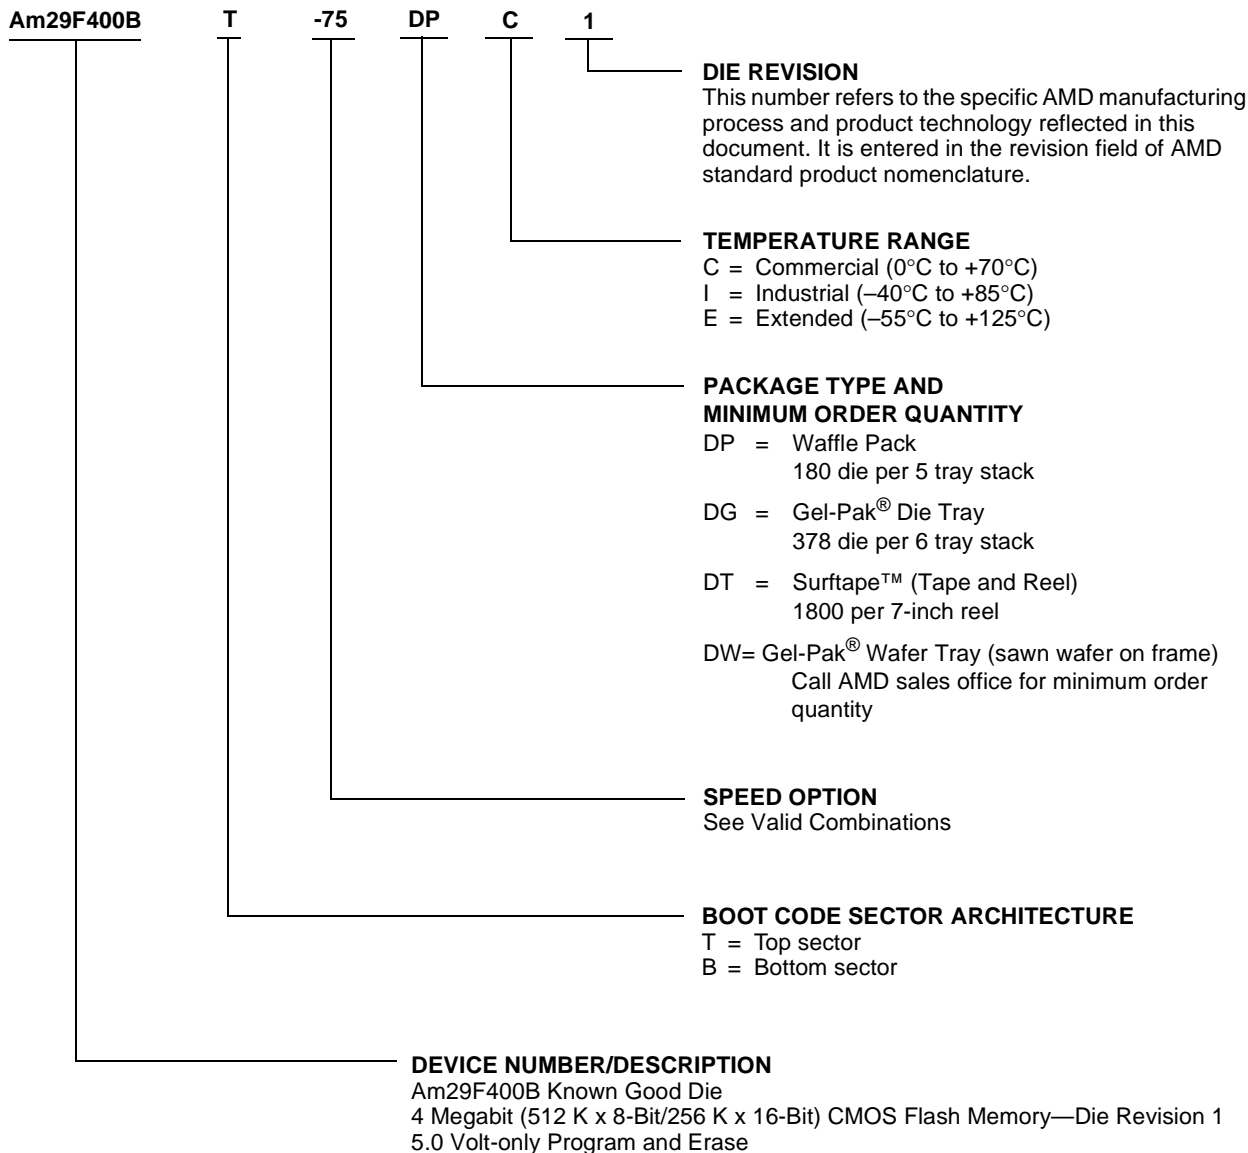 Am29F400B T -75 DP C 1
DIE REVISION
This number refers to the specific AMD manufacturing
process and product technology reflected in this
document. It is entered in the revision field of AMD
standard product nomenclature.
TEMPERATURE RANGE
C = Commercial (0°C to +70°C)
I = Industrial (–40°C to +85°C)
E = Extended (–55°C to +125°C)
PACKAGE TYPE AND
MINIMUM ORDER QUANTITY
DP = Waffle Pack
180 die per 5 tray stack
DG = Gel-Pak® Die Tray
378 die per 6 tray stack
DT = Surftape™ (Tape and Reel)
1800 per 7-inch reel
DW= Gel-Pak® Wafer Tray (sawn wafer on frame)
Call AMD sales office for minimum order
quantity
SPEED OPTION
See Valid Combinations
BOOT CODE SECTOR ARCHITECTURE
T = Top sector
B = Bottom sector
DEVICE NUMBER/DESCRIPTION
Am29F400B Known Good Die
4 Megabit (512 K x 8-Bit/256 K x 16-Bit) CMOS Flash Memory—Die Revision 1
5.0 Volt-only Program and Erase